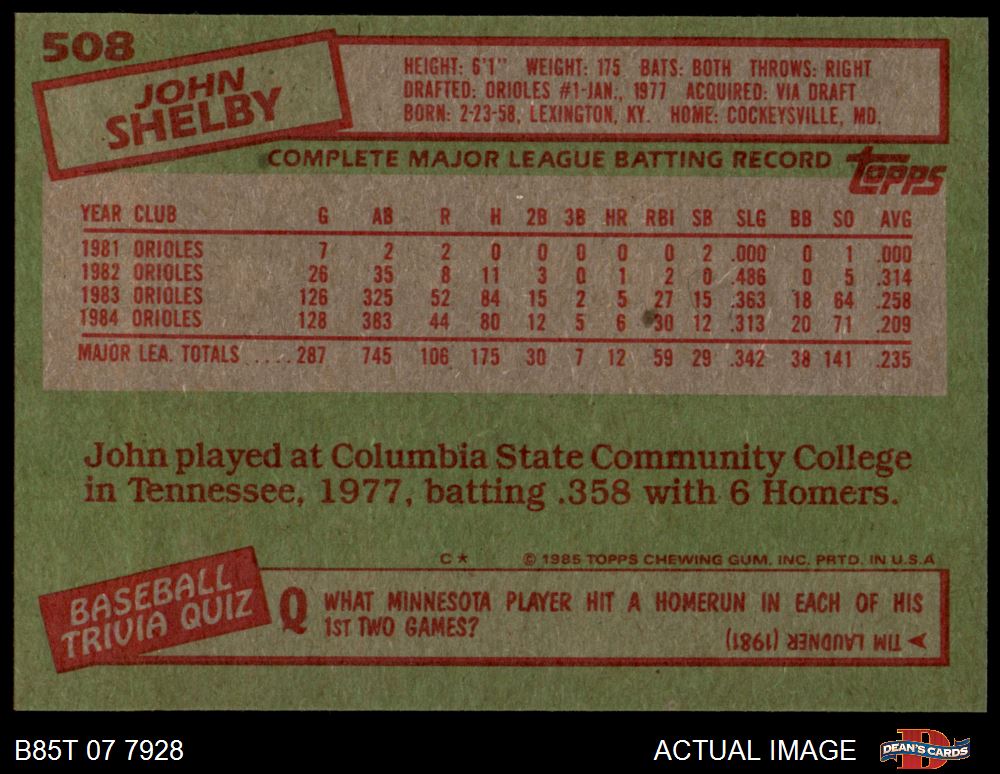 508
JOHN
SHELBY
HEIGHT: 6'1" WEIGHT: 175 BATS: BOTH THROWS: RIGHT
DRAFTED: ORIOLES #1-JAN., 1977 ACQUIRED: VIA DRAFT
BORN: 2-23-58, LEXINGTON, KY. HOME: COCKEYSVILLE, MD.
COMPLETE MAJOR LEAGUE BATTING RECORD
topps
YEAR CLUB G AB R H 2B 3B HR RBI SB SLG BB SO AVG
1981 ORIOLES 7 2 2 0 0 0 0 0 2 .000 0 1 .000
1982 ORIOLES 26 35 8 11 3 0 1 2 0 .486 0 5 .314
1983 ORIOLES 126 325 52 84 15 2 5 27 15 .363 18 64 .258
1984 ORIOLES 128 383 44 80 12 5 6 30 12 .313 20 71 .209
MAJOR LEA. TOTALS .....287 745 106 175 30 7 12 59 29 .342 38 141 .235
John played at Columbia State Community College
in Tennessee, 1977, batting .358 with 6 Homers.
C* © 1985 TOPPS CHEWING GUM, INC. PRTD. IN U.S.A
BASEBALL
TRIVIA QUIZ
Q WHAT MINNESOTA PLAYER HIT A HOMERUN IN EACH OF HIS
1ST TWO GAMES?
TIM LAUDNER (1981)
B85T 07 7928
ACTUAL IMAGE
D
DEAN'S CARDS